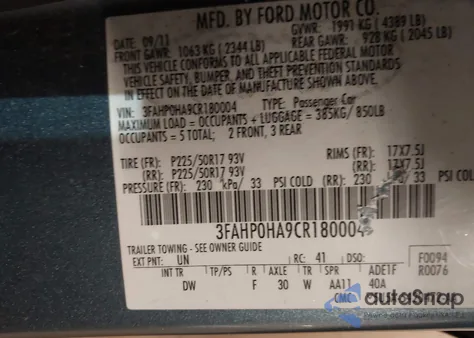 MFD. BY FORD MOTOR CO.
DATE: 09/11 GVWR: 1991 KG ( 4389 LB)
FRONT GAWR: 1063 KG ( 2344 LB) REAR GAWR: 928 KG ( 2045 LB)
THIS VEHICLE CONFORMS TO ALL APPLICABLE FEDERAL MOTOR
VEHICLE SAFETY, BUMPER, AND THEFT PREVENTION STANDARDS
IN EFFECT ON THE DATE OF MANUFACTURE SHOWN ABOVE.
VIN: 3FAHP0HA9CR180004 TYPE: Passenger Car
MAXIMUM LOAD = OCCUPANTS + LUGGAGE = 385KG/ 850LB
OCCUPANTS = 5 TOTAL; 2 FRONT, 3 REAR
TIRE (FR): P225/50R17 93V RIMS (FR): 17X7.5J
(RR): P225/50R17 93V (RR): 17X7.5J
PRESSURE (FR): 230 kPa/ 33 PSI COLD (RR): 230 kPa/ 33 PSI COLD
3FAHP0HA9CR180004
TRAILER TOWING - SEE OWNER GUIDE
EXT PNT: UN RC: 41 DSO: F0094
INT TR TP/PS R AXLE TR SPR ADE1F R0076
DW F 30 W AA11 40A
CMC
autoSnap